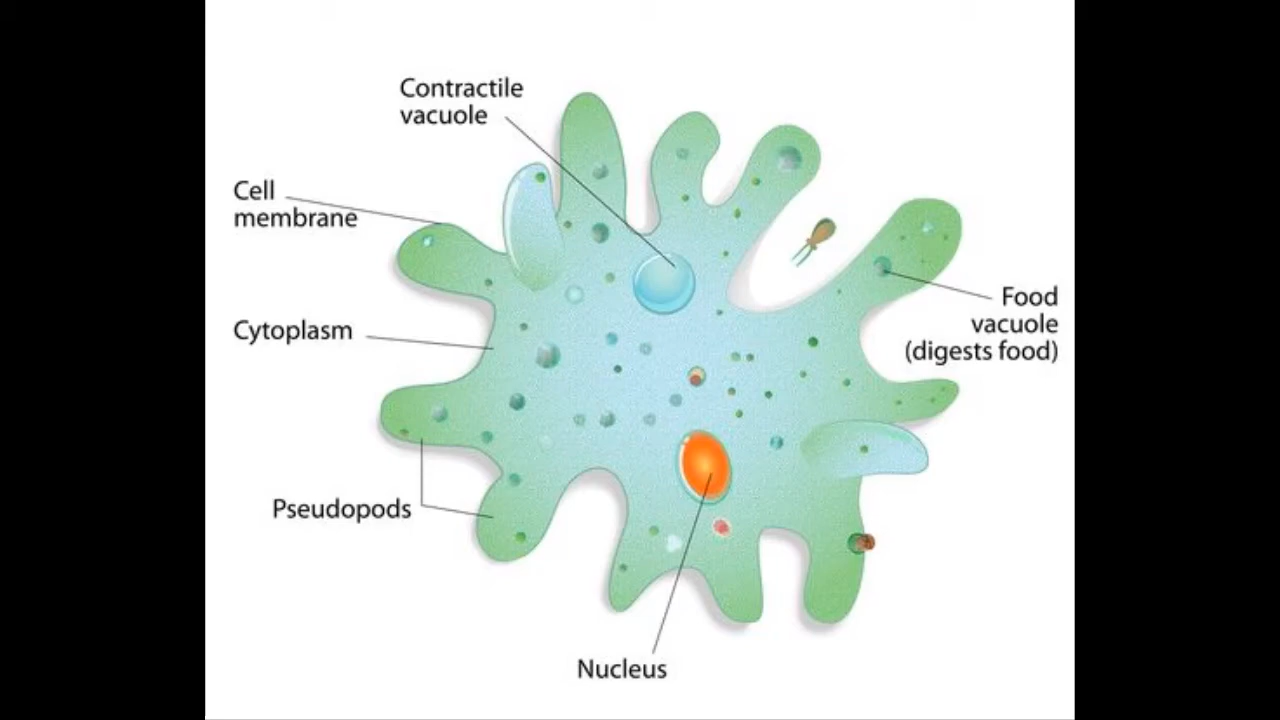 Contractile
vacuole
Cell
membrane
Cytoplasm
Food
vacuole
(digests food)
Pseudopods
Nucleus